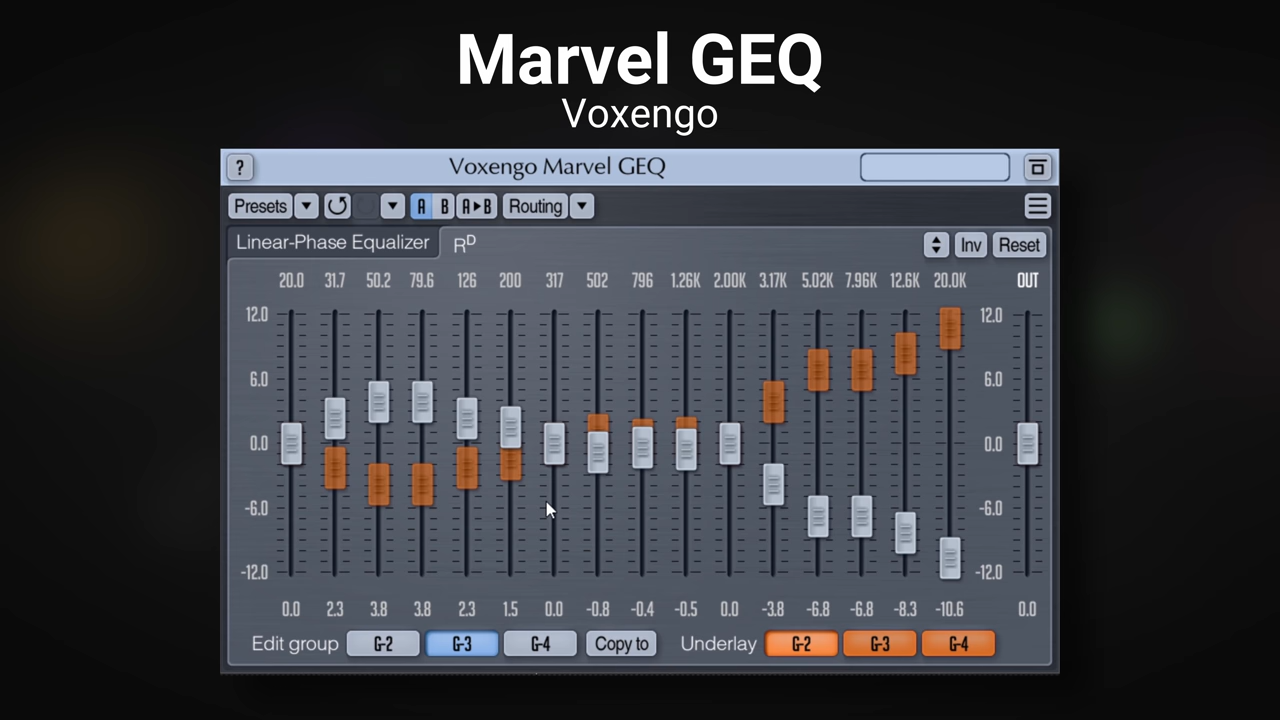 Marvel GEQ
Voxengo
? Voxengo Marvel GEQ
Presets A B A▸B Routing
Linear-Phase Equalizer RD Inv Reset
20.0 31.7 50.2 79.6 126 200 317 502 796 1.26K 2.00K 3.17K 5.02K 7.96K 12.6K 20.0K OUT
12.0 12.0
6.0 6.0
0.0 0.0
-6.0 -6.0
-12.0 -12.0
0.0 2.3 3.8 3.8 2.3 1.5 0.0 -0.8 -0.4 -0.5 0.0 -3.8 -6.8 -6.8 -8.3 -10.6 0.0
Edit group G-2 G-3 G-4 Copy to Underlay G-2 G-3 G-4